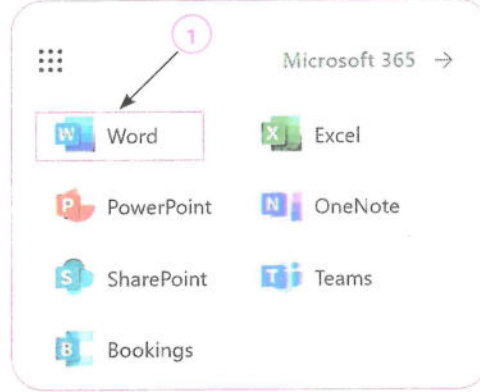 1
Microsoft 365 →
W Word
X Excel
P PowerPoint
N OneNote
S SharePoint
T Teams
B Bookings